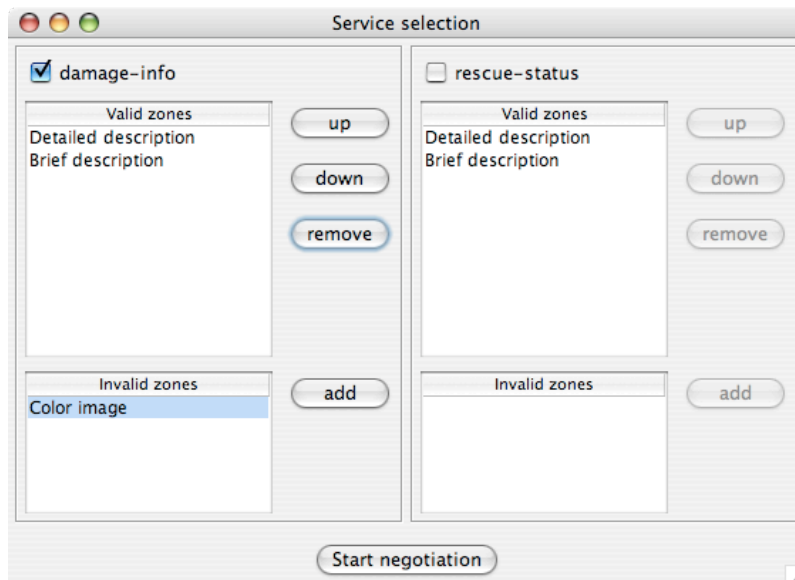 Service selection
damage-info
Valid zones
Detailed description
Brief description
up
down
remove
Invalid zones
Color image
add
rescue-status
Valid zones
Detailed description
Brief description
up
down
remove
Invalid zones
add
Start negotiation